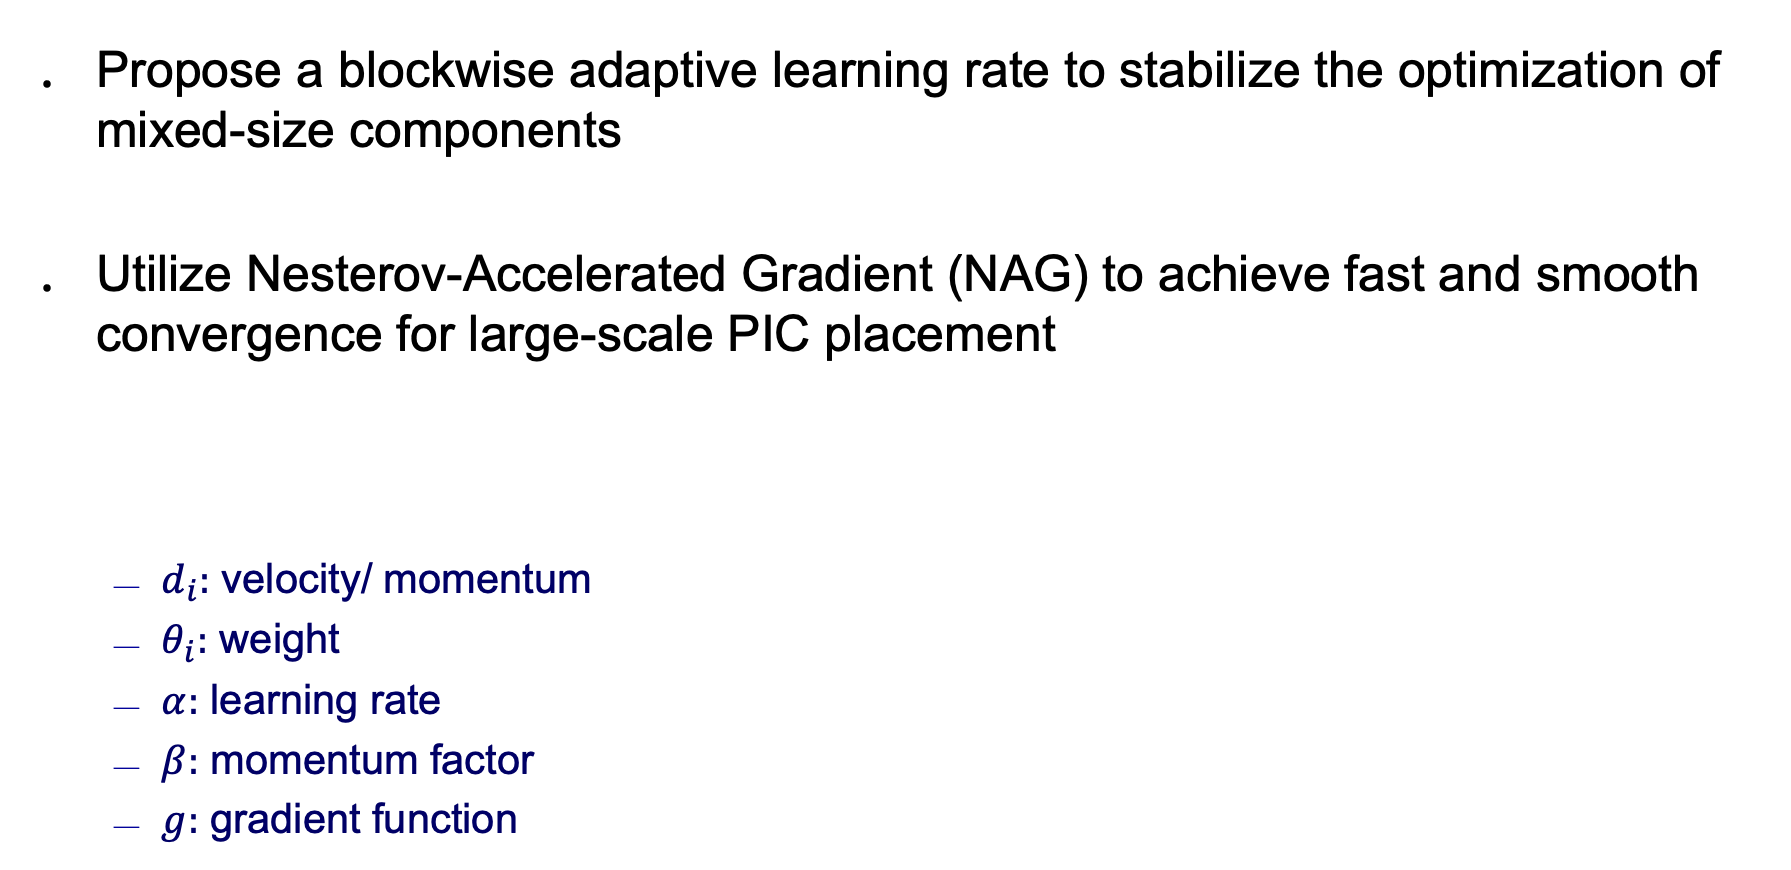 . Propose a blockwise adaptive learning rate to stabilize the optimization of
mixed-size components
. Utilize Nesterov-Accelerated Gradient (NAG) to achieve fast and smooth
convergence for large-scale PIC placement
— 𝑑ᵢ: velocity/ momentum
— 𝜃ᵢ: weight
— 𝛼: learning rate
— 𝛽: momentum factor
— 𝑔: gradient function